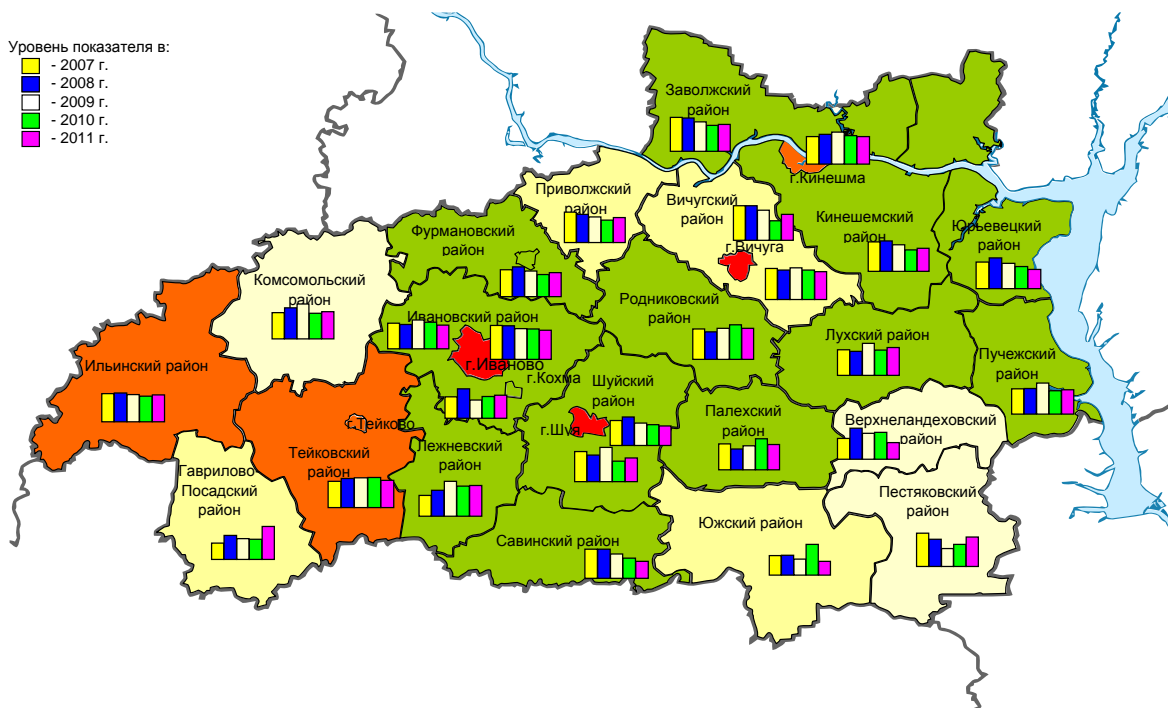 Уровень показателя в:
- 2007 г.
- 2008 г.
- 2009 г.
- 2010 г.
- 2011 г.
Заволжский
район
г.Кинешма
Приволжский
район
Вичугский
район
г.Вичуга
Кинешемский
район
Юрьевецкий
район
Фурмановский
район
Комсомольский
район
Родниковский
район
Ивановский район
г.Иваново
г.Кохма
Лухский район
Пучежский
район
Ильинский район
Шуйский
район
г.Шуя
Палехский
район
Верхнеландеховский
район
г.Тейково
Тейковский
район
Лежневский
район
Гаврилово-
Посадский
район
Пестяковский
район
Южский район
Савинский район